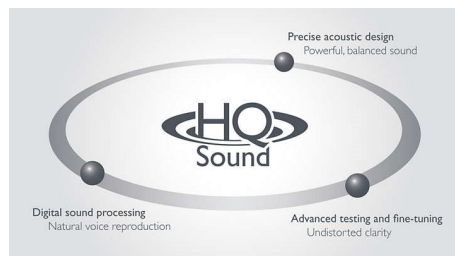 Precise acoustic design
Powerful, balanced sound
HQ
Sound
Digital sound processing
Natural voice reproduction
Advanced testing and fine-tuning
Undistorted clarity